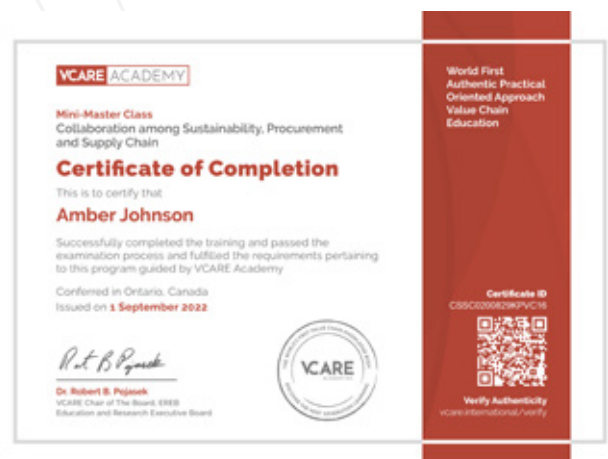 VCARE ACADEMY
Mini-Master Class
Collaboration among Sustainability, Procurement
and Supply Chain
Certificate of Completion
This is to certify that
Amber Johnson
Successfully completed the training and passed the
examination process and fulfilled the requirements pertaining
to this program guided by VCARE Academy
Conferred in Ontario, Canada
Issued on 1 September 2022
Dr. Robert B. Pojasek
VCARE Chair of The Board, EREB
Education and Research Executive Board
VCARE
World First
Authentic Practical
Oriented Approach
Value Chain
Education
Certificate ID
Verify Authenticity
vcare.international/verify